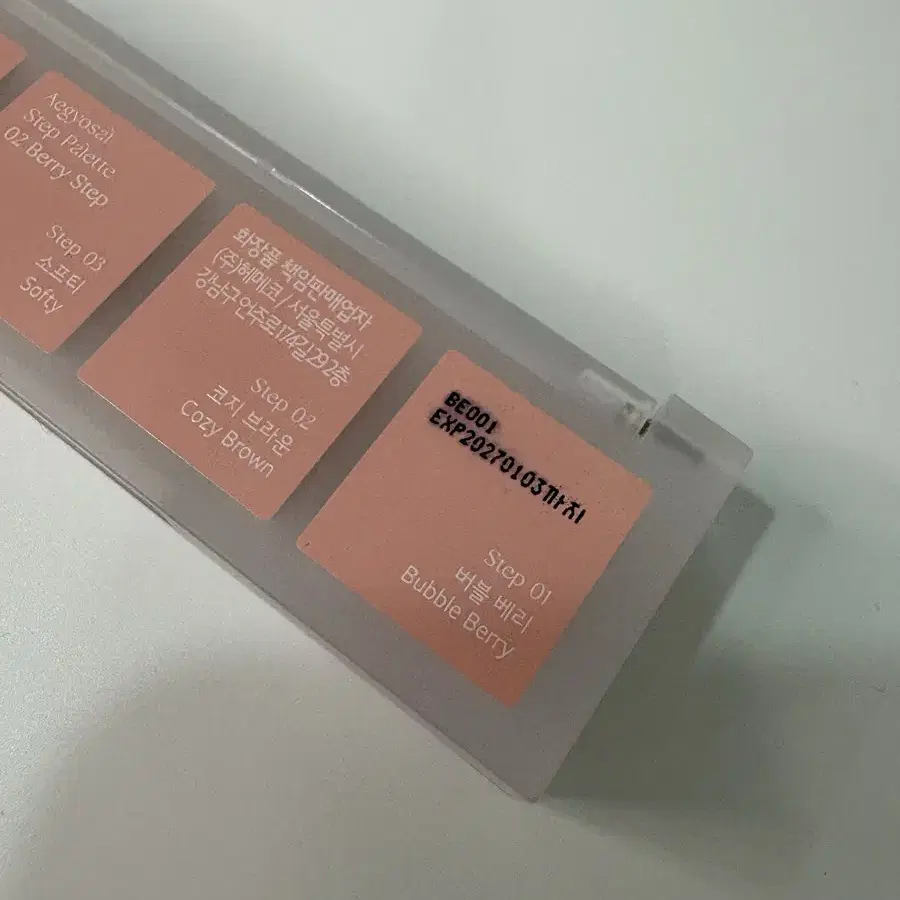 Aegyosal
Step Palette
02 Berry Step
Step 03
소프티
Softy
화장품 책임판매업자
(주)혜메코/서울특별시
강남구언주로174길292층
Step 02
코지 브라운
Cozy Brown
BE001
EXP20270103까지
Step 01
버블 베리
Bubble Berry